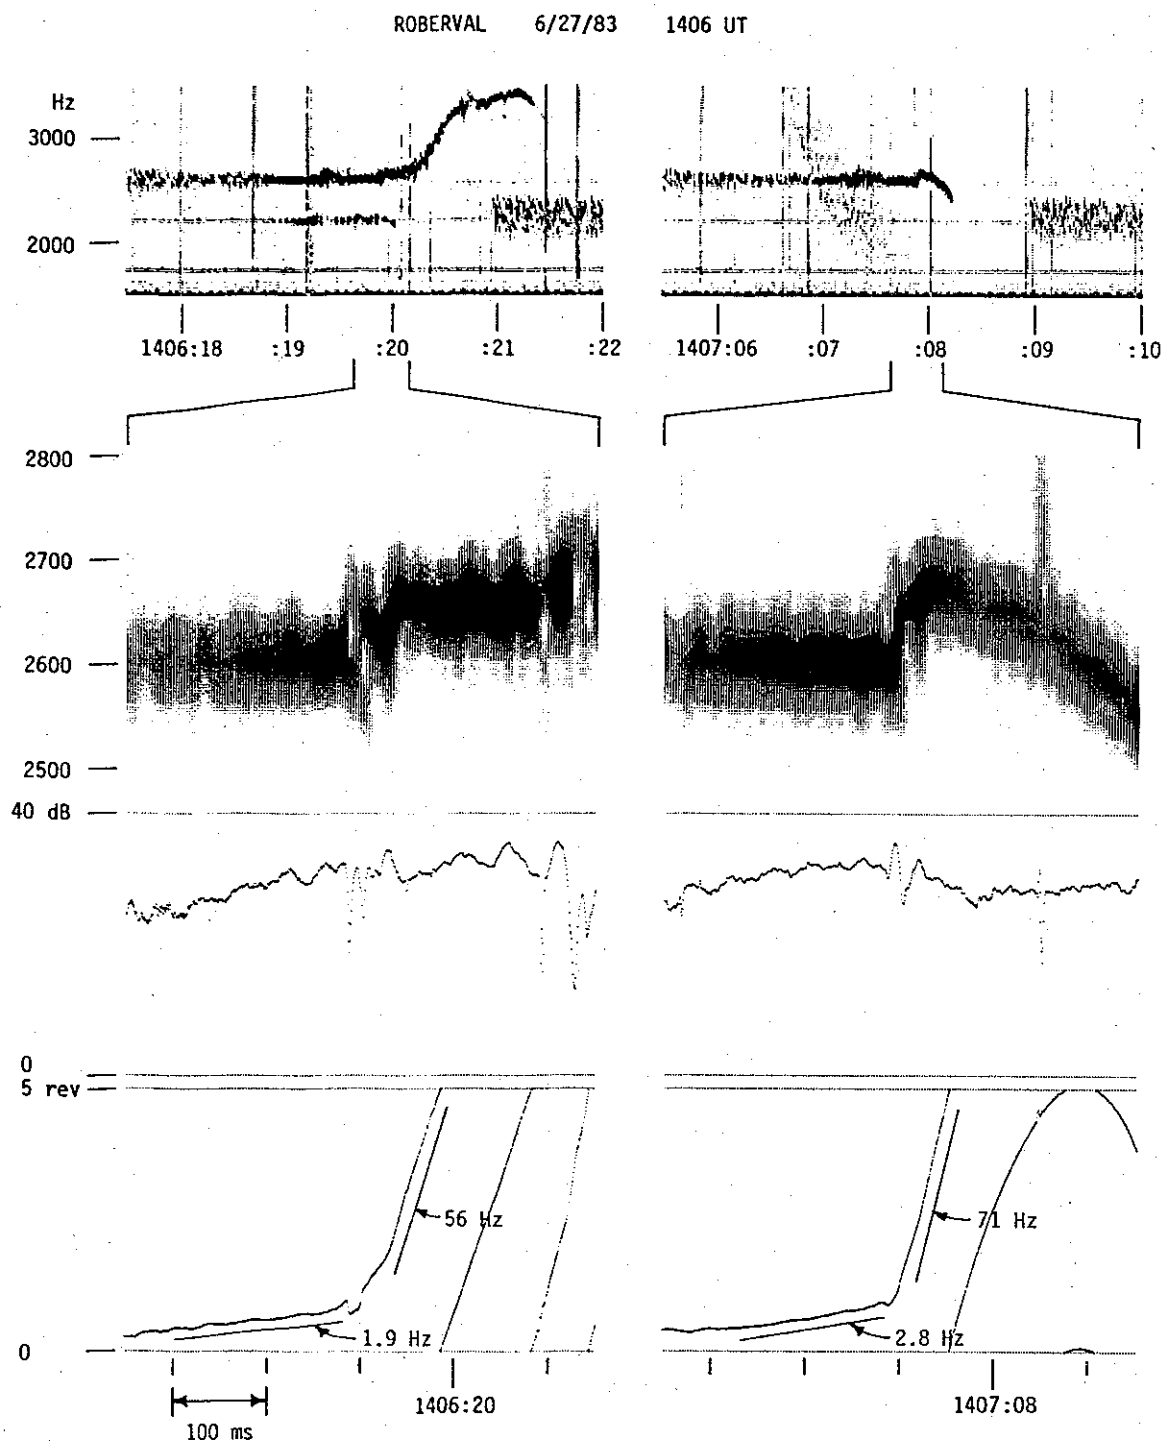 ROBERVAL 6/27/83 1406 UT
Hz
3000
2000
1406:18 :19 :20 :21 :22
1407:06 :07 :08 :09 :10
2800
2700
2600
2500
40 dB
0
5 rev
56 Hz
71 Hz
1.9 Hz
2.8 Hz
0
1406:20
1407:08
100 ms